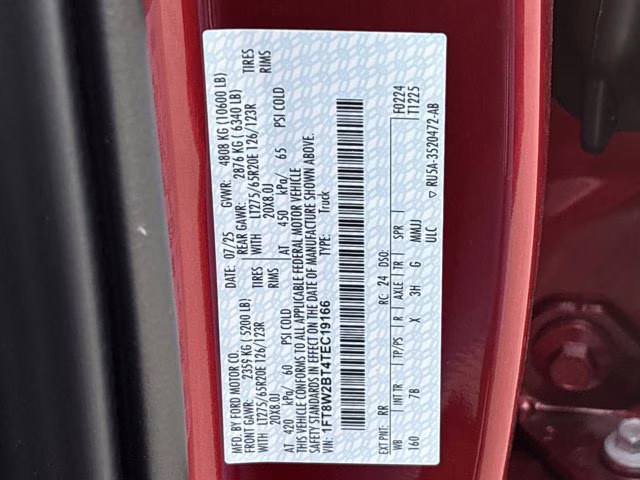 MFD. BY FORD MOTOR CO. DATE: 07/25 GVWR: 4808 KG (10600 LB)
FRONT GAWR: 2359 KG (5200 LB) REAR GAWR: 2876 KG (6340 LB)
WITH LT275/65R20E 126/123R TIRES WITH LT275/65R20E 126/123R TIRES
20X8.0J RIMS 20X8.0J RIMS
AT 420 kPa/ 60 PSI COLD AT 450 kPa/ 65 PSI COLD
THIS VEHICLE CONFORMS TO ALL APPLICABLE FEDERAL MOTOR VEHICLE
SAFETY STANDARDS IN EFFECT ON THE DATE OF MANUFACTURE SHOWN ABOVE.
VIN: 1FT8W2BT4TEC19166 TYPE: Truck
F0224
T1225
EXT PNT: RR RC: 24 DSO:
WB INT TR TP/PS R AXLE TR SPR
160 7B X 3H G MMJJ
ULC ▽ RU5A-3520472-AB